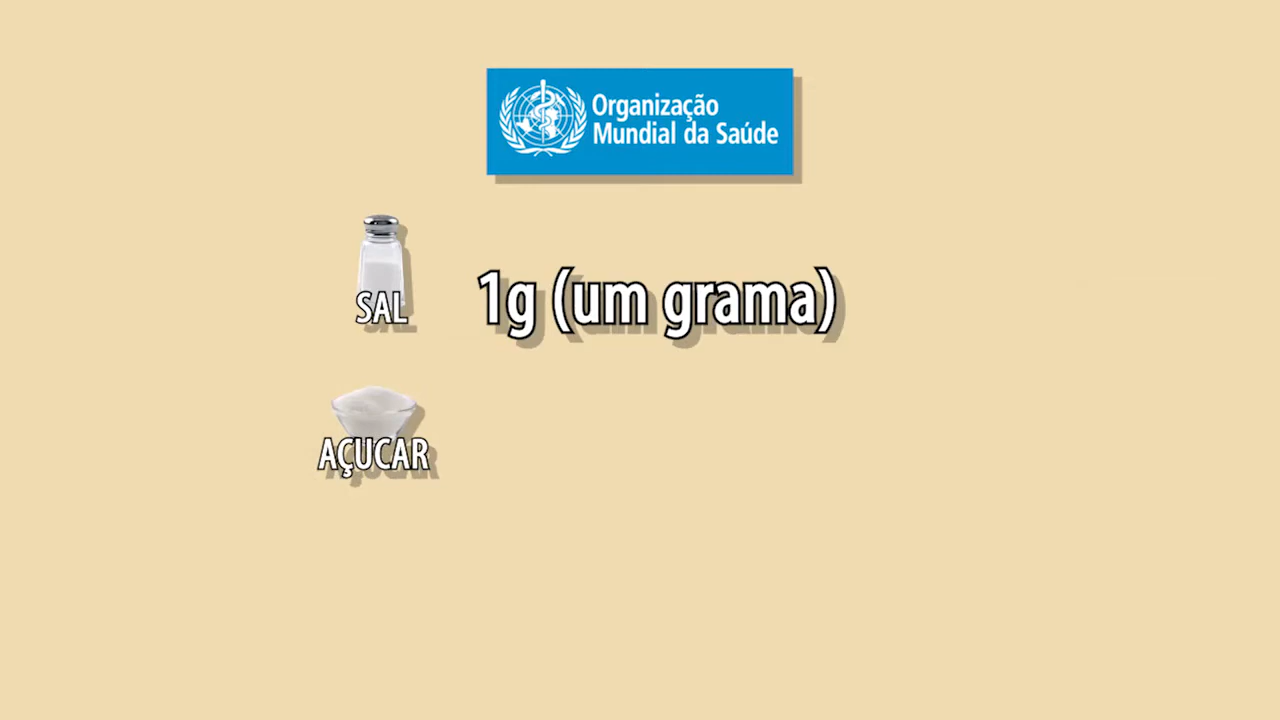 Organização
Mundial da Saúde
SAL
1g (um grama)
AÇUCAR